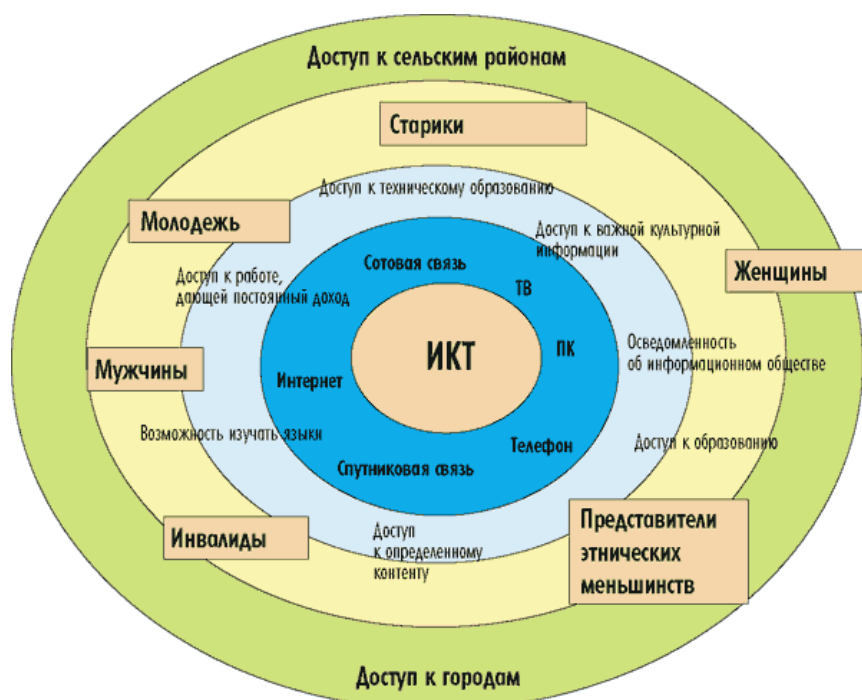 Доступ к сельским районам
Старики
Доступ к техническому образованию
Молодежь
Доступ к важной культурной
информации
Женщины
Сотовая связь
Доступ к работе,
дающей постоянный доход
ТВ
ИКТ
ПК
Осведомленность
об информационном обществе
Мужчины
Интернет
Возможность изучать языки
Телефон
Доступ к образованию
Спутниковая связь
Инвалиды
Доступ
к определенному
контенту
Представители
этнических
меньшинств
Доступ к городам